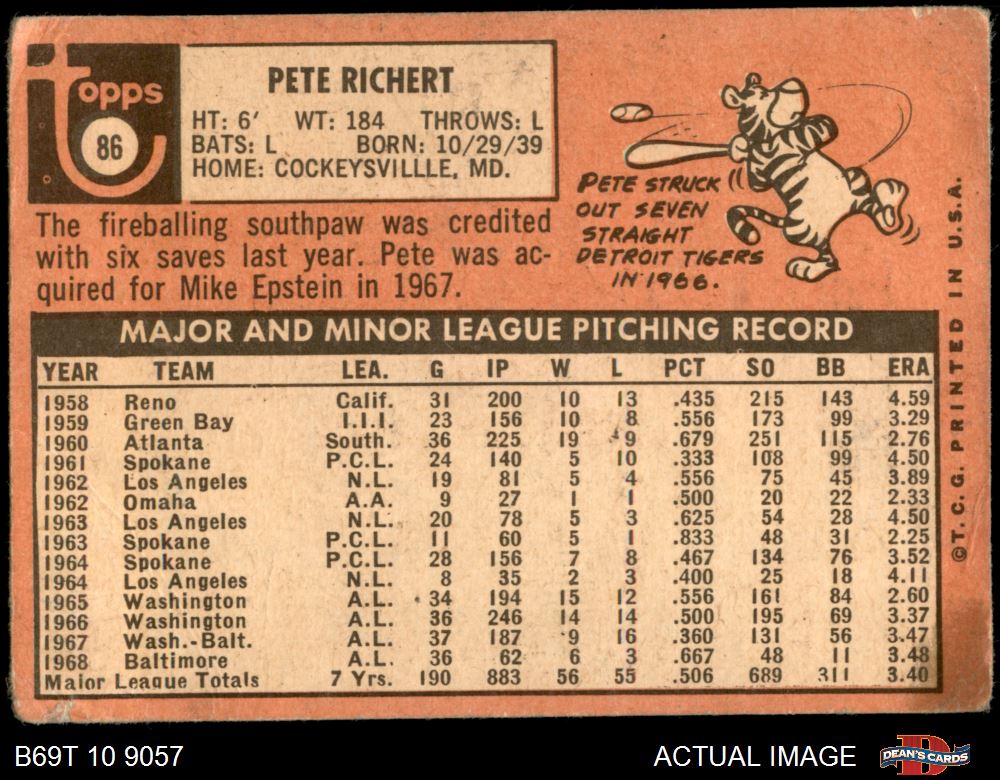 topps
86
PETE RICHERT
HT: 6' WT: 184 THROWS: L
BATS: L BORN: 10/29/39
HOME: COCKEYSVILLLE, MD.
The fireballing southpaw was credited
with six saves last year. Pete was ac-
quired for Mike Epstein in 1967.
PETE STRUCK
OUT SEVEN
STRAIGHT
DETROIT TIGERS
IN 1966.
MAJOR AND MINOR LEAGUE PITCHING RECORD
YEAR TEAM LEA. G IP W L PCT SO BB ERA
1958 Reno Calif. 31 200 10 13 .435 215 143 4.59
1959 Green Bay I.I.I. 23 156 10 8 .556 173 99 3.29
1960 Atlanta South. 36 225 19 9 .679 251 115 2.76
1961 Spokane P.C.L. 24 140 5 10 .333 108 99 4.50
1962 Los Angeles N.L. 19 81 5 4 .556 75 45 3.89
1962 Omaha A.A. 9 27 1 1 .500 20 22 2.33
1963 Los Angeles N.L. 20 78 5 3 .625 54 28 4.50
1963 Spokane P.C.L. 11 60 5 1 .833 48 31 2.25
1964 Spokane P.C.L. 28 156 7 8 .467 134 76 3.52
1964 Los Angeles N.L. 8 35 2 3 .400 25 18 4.11
1965 Washington A.L. 34 194 15 12 .556 161 84 2.60
1966 Washington A.L. 36 246 14 14 .500 195 69 3.37
1967 Wash.-Balt. A.L. 37 187 9 16 .360 131 56 3.47
1968 Baltimore A.L. 36 62 6 3 .667 48 11 3.48
Major League Totals 7 Yrs. 190 883 56 55 .506 689 311 3.40
©T.C.G. PRINTED IN U.S.A.
B69T 10 9057
ACTUAL IMAGE
DEAN'S CARDS